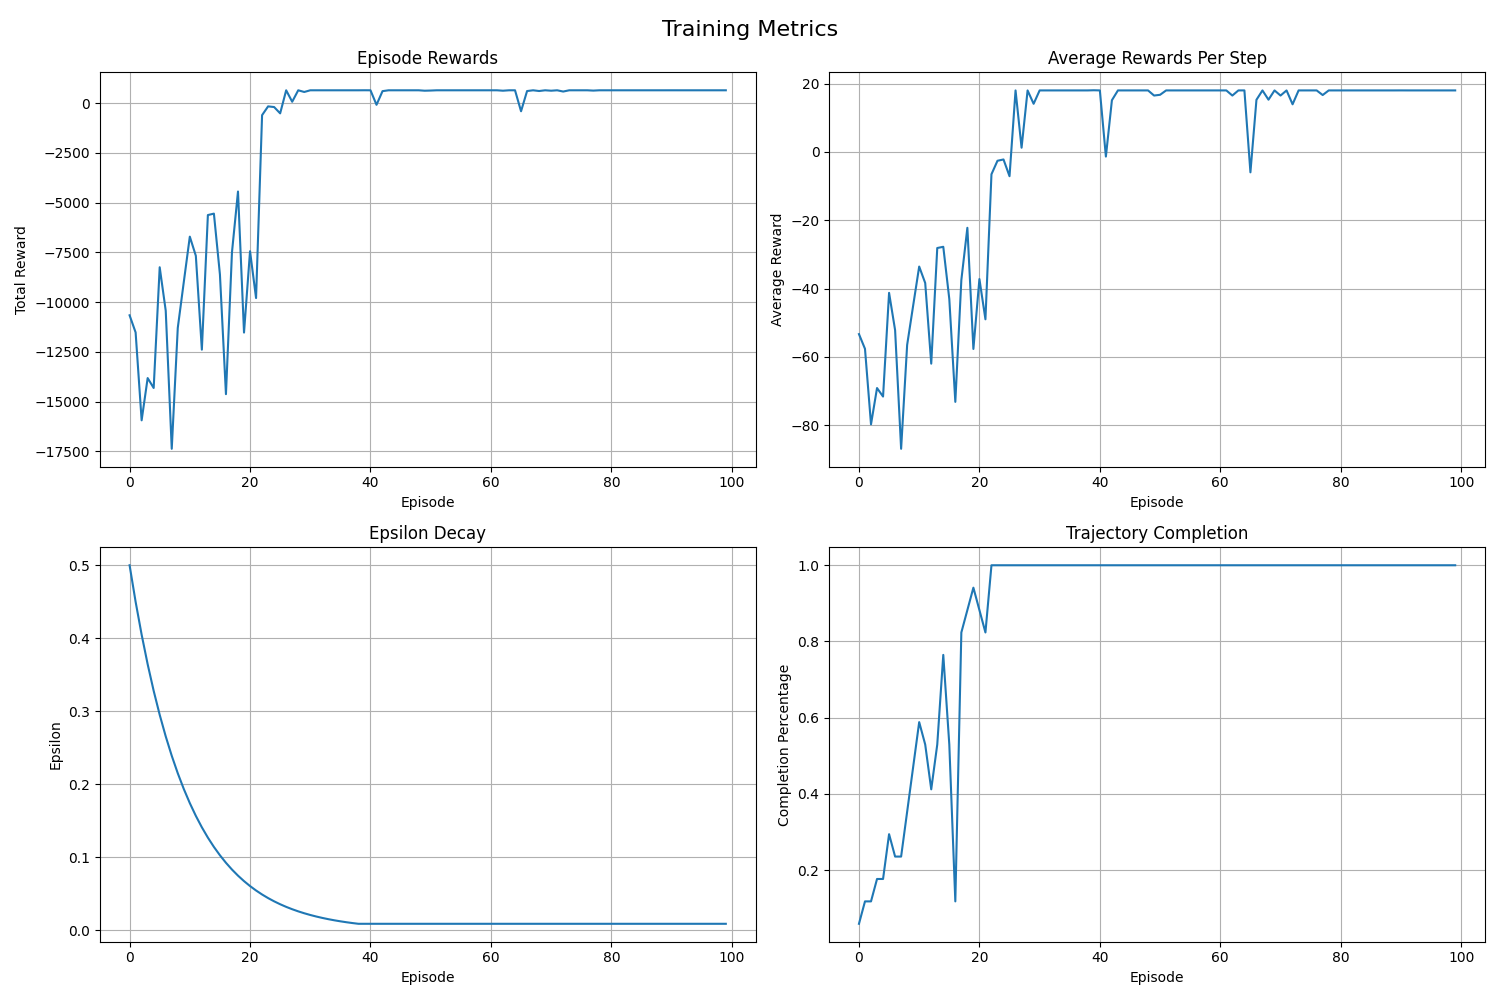 Training Metrics
Episode Rewards
Total Reward
0
−2500
−5000
−7500
−10000
−12500
−15000
−17500
0 20 40 60 80 100
Episode
Average Rewards Per Step
Average Reward
20
0
−20
−40
−60
−80
0 20 40 60 80 100
Episode
Epsilon Decay
Epsilon
0.5
0.4
0.3
0.2
0.1
0.0
0 20 40 60 80 100
Episode
Trajectory Completion
Completion Percentage
1.0
0.8
0.6
0.4
0.2
0 20 40 60 80 100
Episode